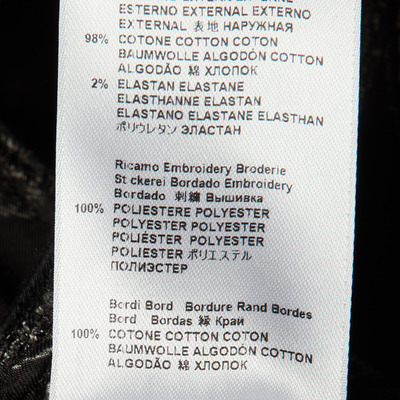 ESTERNO EXTERNAL EXTERNO
EXTERNAL 表地 НАРУЖНАЯ
98% COTONE COTTON COTON
BAUMWOLLE ALGODÓN COTTON
ALGODÃO 綿 ХЛОПОК
2% ELASTAN ELASTANE
ELASTHANNE ELASTAN
ELASTANO ELASTANE ELASTHAN
ポリウレタン ЭЛАСТАН
Ricamo Embroidery Broderie
St ckerei Bordado Embroidery
Bordado 刺繍 Вышивка
100% POLIESTERE POLYESTER
POLYESTER POLYESTER
POLIÉSTER POLYESTER
POLIESTER ポリエステル
ПОЛИЭСТЕР
Bordi Bord Bordure Rand Bordes
Bord Bordas 縁 Край
100% COTONE COTTON COTON
BAUMWOLLE ALGODÓN COTTON
ALGODÃO 綿 ХЛОПОК